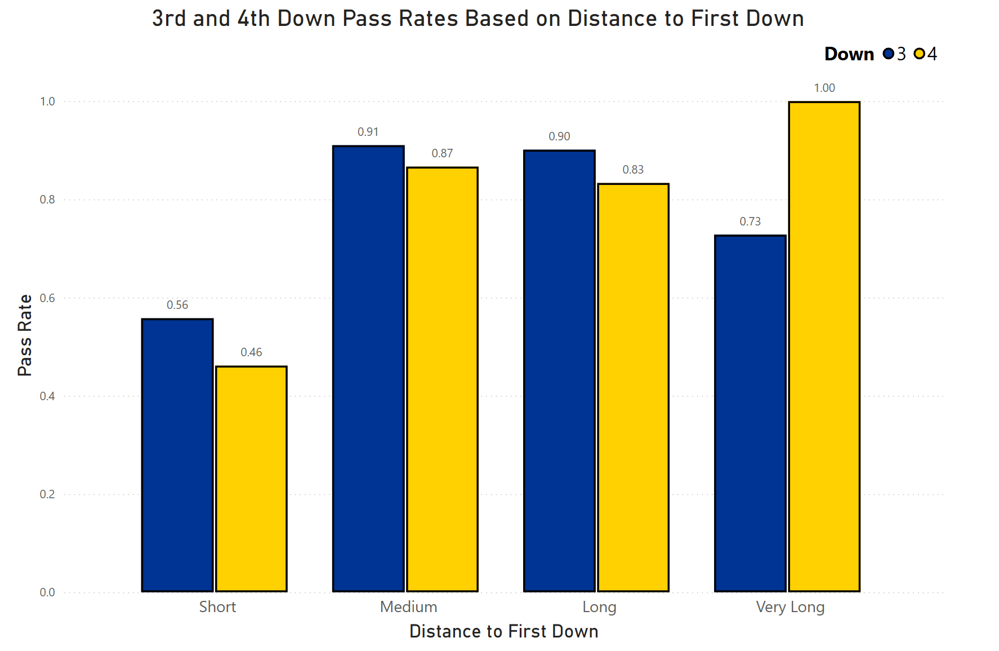 3rd and 4th Down Pass Rates Based on Distance to First Down
Down 3 4
1.00
1.0
0.91
0.90
0.87
0.83
0.8
0.73
0.6
0.56
0.46
0.4
0.2
0.0
Pass Rate
Short Medium Long Very Long
Distance to First Down